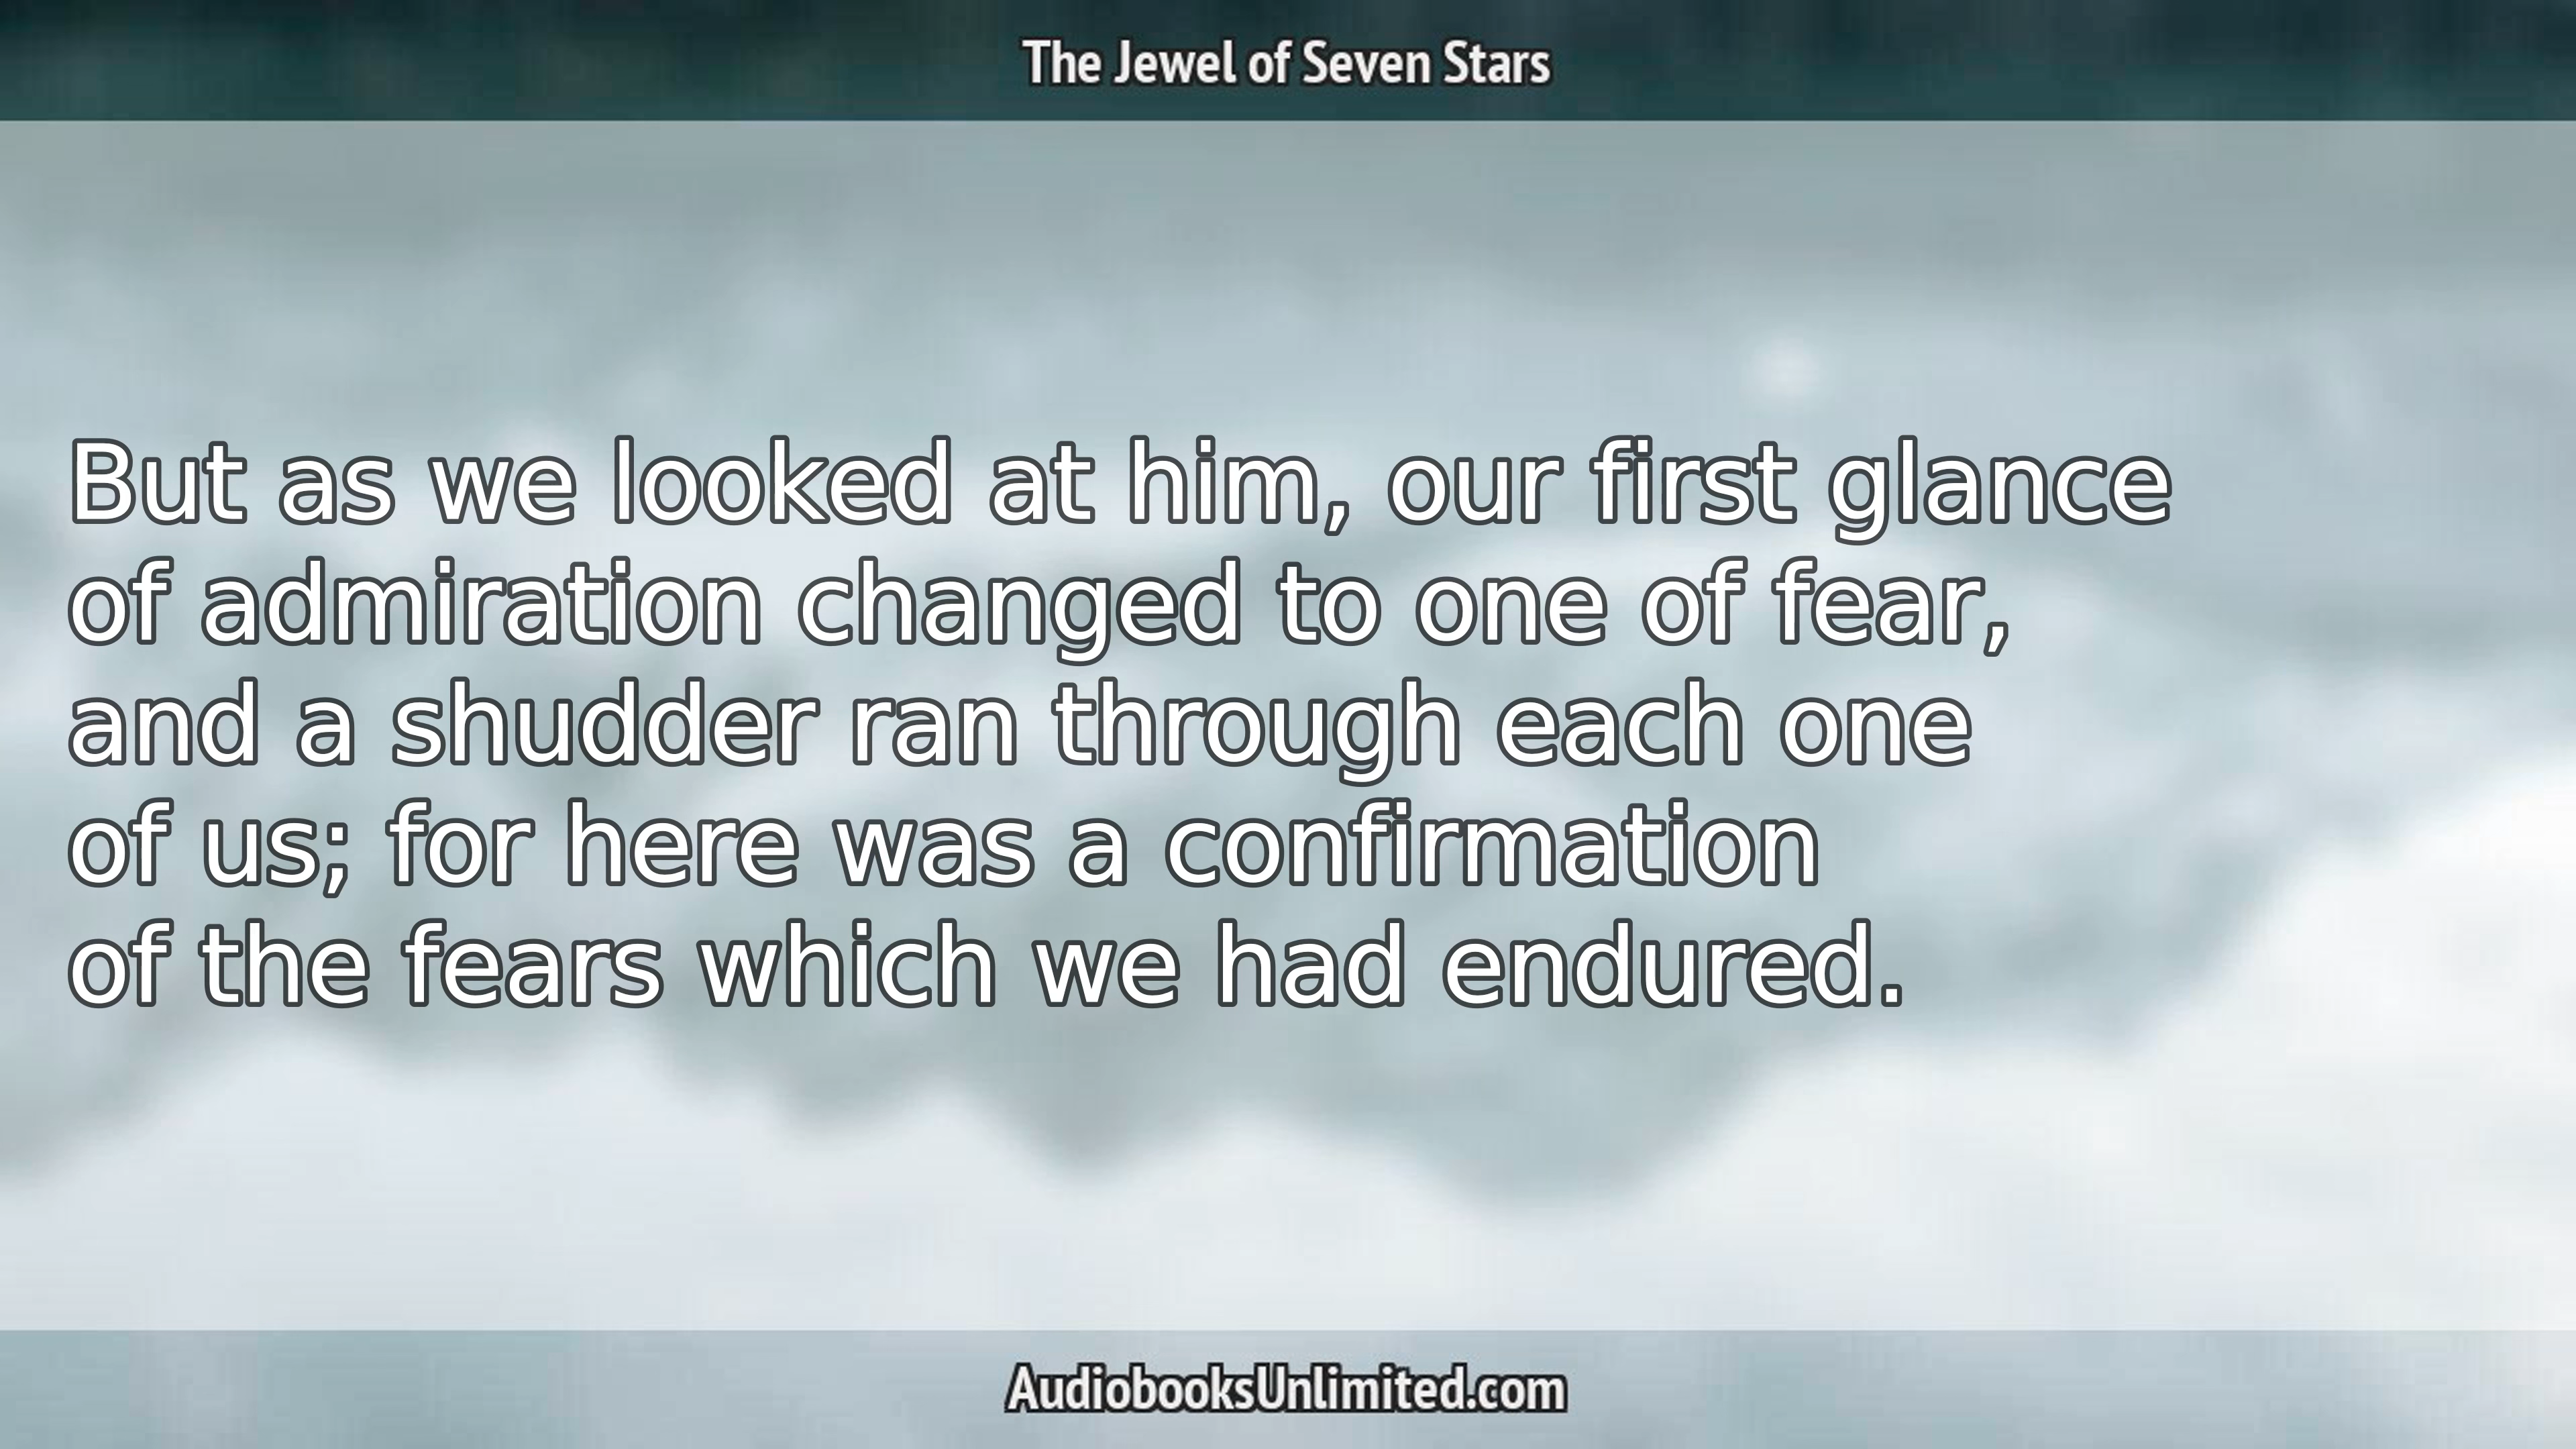 The Jewel of Seven Stars
But as we looked at him, our first glance
of admiration changed to one of fear,
and a shudder ran through each one
of us; for here was a confirmation
of the fears which we had endured.
AudiobooksUnlimited.com